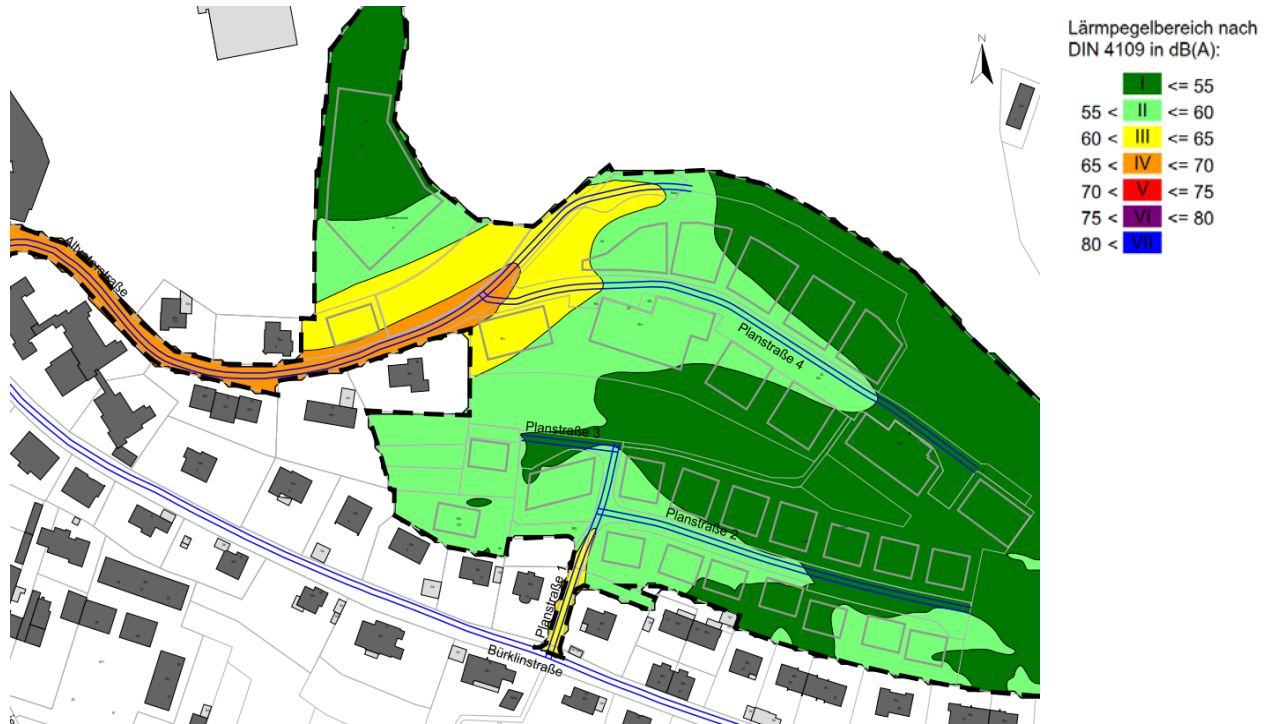 Lärmpegelbereich nach
DIN 4109 in dB(A):
I <= 55
55 < II <= 60
60 < III <= 65
65 < IV <= 70
70 < V <= 75
75 < VI <= 80
80 < VII
N
Altvaterstraße
Planstraße 4
Planstraße 3
Planstraße 2
Planstraße 1
Bürklinstraße